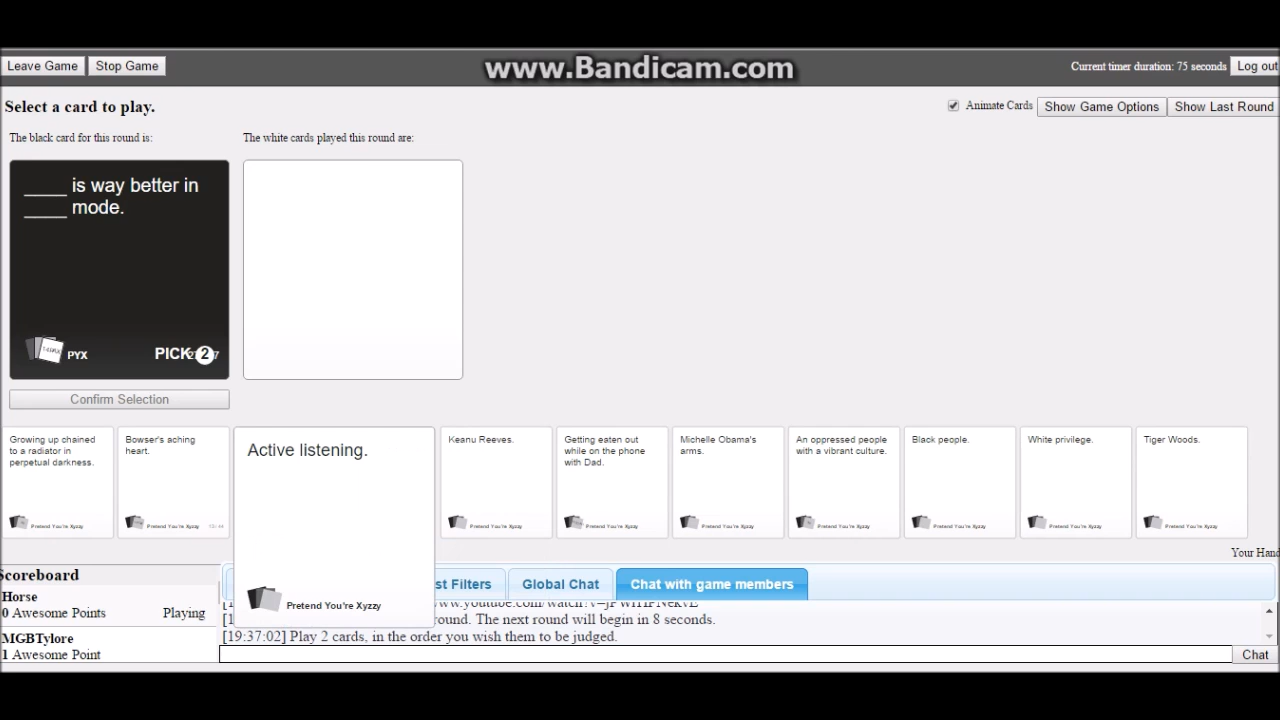 www.Bandicam.com
Leave Game
Stop Game
Current timer duration: 75 seconds
Log out
Select a card to play.
Animate Cards
Show Game Options
Show Last Round
The black card for this round is:
The white cards played this round are:
____ is way better in
____ mode.
PYX
PICK 2
Confirm Selection
Growing up chained
to a radiator in
perpetual darkness.
Pretend You're Xyzzy
Bowser's aching
heart.
Pretend You're Xyzzy
Active listening.
Pretend You're Xyzzy
Keanu Reeves.
Pretend You're Xyzzy
Getting eaten out
while on the phone
with Dad.
Pretend You're Xyzzy
Michelle Obama's
arms.
Pretend You're Xyzzy
An oppressed people
with a vibrant culture.
Pretend You're Xyzzy
Black people.
Pretend You're Xyzzy
White privilege.
Pretend You're Xyzzy
Tiger Woods.
Pretend You're Xyzzy
Your Hand
Scoreboard
Horse
0 Awesome Points
Playing
MGBTylore
1 Awesome Point
st Filters
Global Chat
Chat with game members
round. The next round will begin in 8 seconds.
[19:37:02] Play 2 cards, in the order you wish them to be judged.
Chat